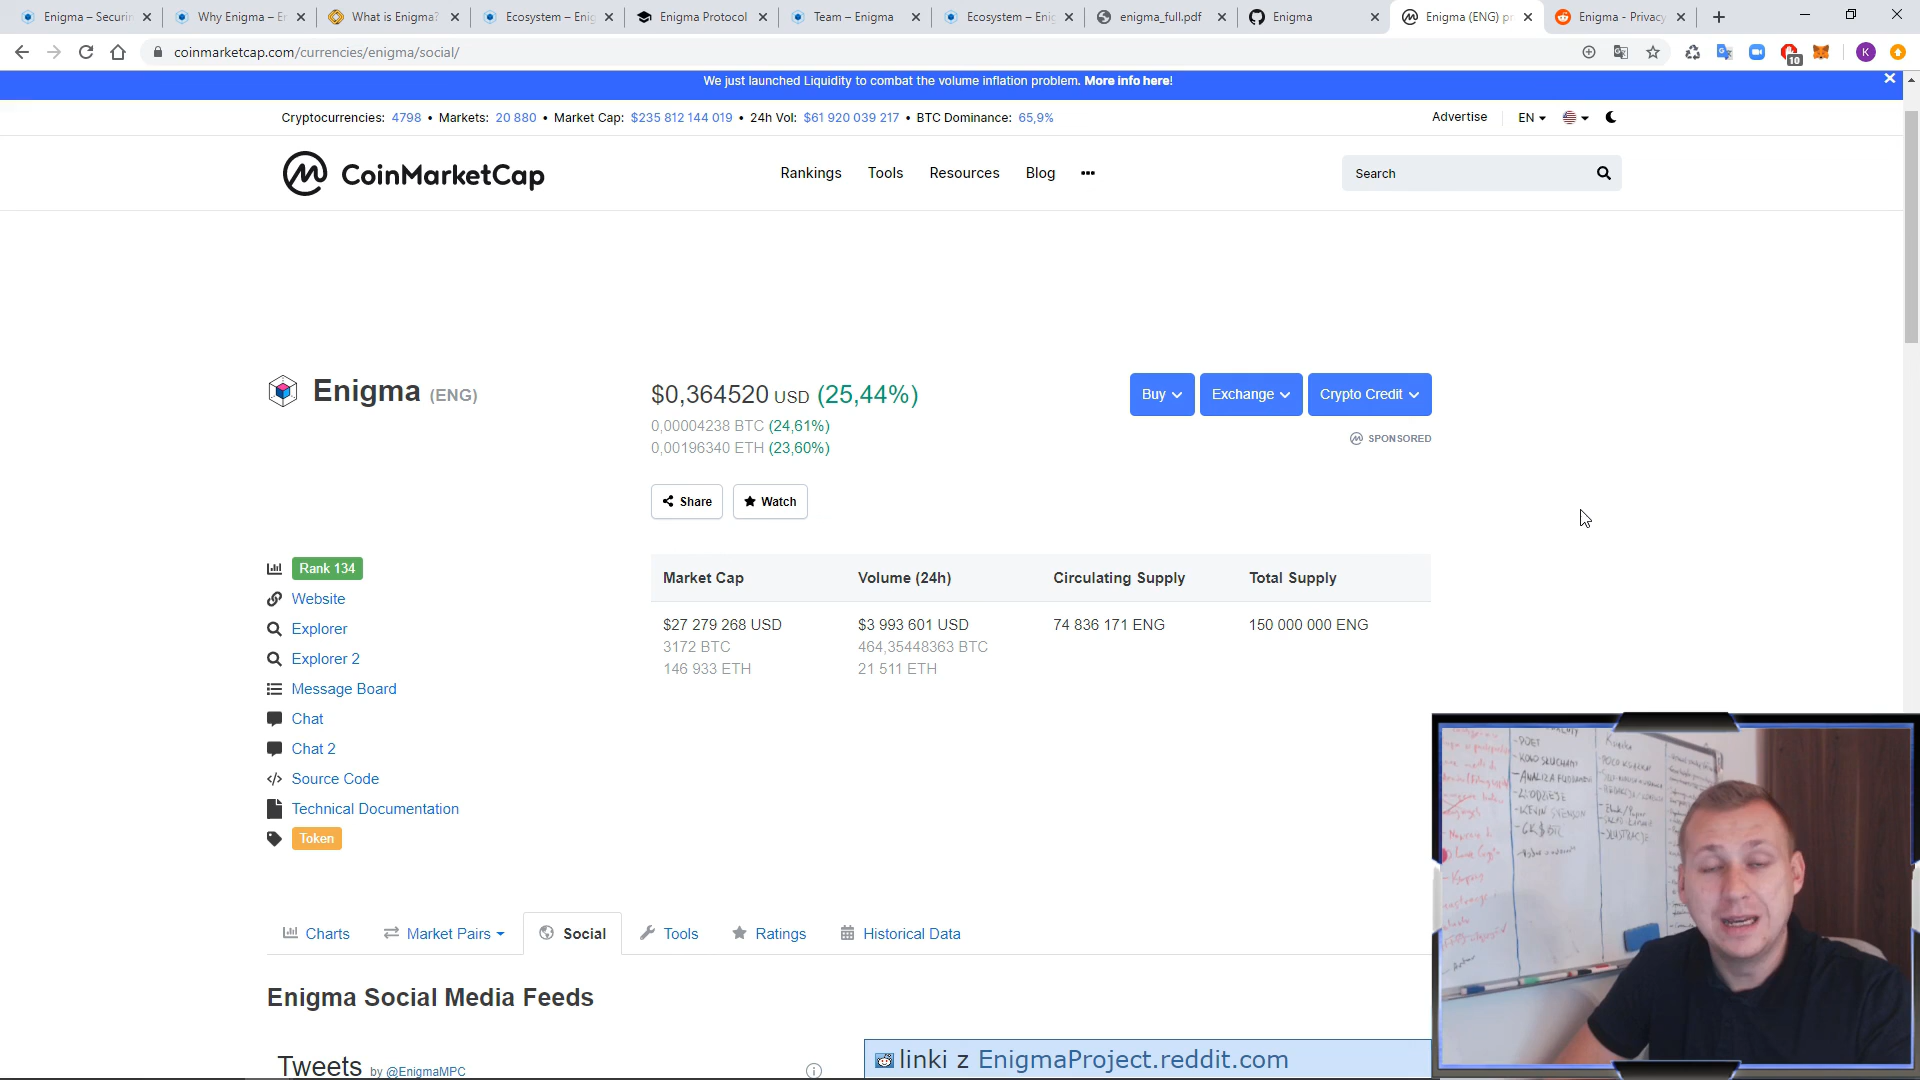 Enigma – Securin
Why Enigma – En
What is Enigma?
Ecosystem – Enig
Enigma Protocol
Team – Enigma
Ecosystem – Enig
enigma_full.pdf
Enigma
Enigma (ENG) pr
Enigma - Privacy
coinmarketcap.com/currencies/enigma/social/
10
K
We just launched Liquidity to combat the volume inflation problem. More info here!
Cryptocurrencies: 4798 • Markets: 20 880 • Market Cap: $235 812 144 019 • 24h Vol: $61 920 039 217 • BTC Dominance: 65,9%
Advertise
EN
CoinMarketCap
Rankings
Tools
Resources
Blog
Search
Enigma (ENG)
$0,364520 USD (25,44%)
0,00004238 BTC (24,61%)
0,00196340 ETH (23,60%)
Buy
Exchange
Crypto Credit
SPONSORED
Share
Watch
Rank 134
Website
Explorer
Explorer 2
Message Board
Chat
Chat 2
Source Code
Technical Documentation
Token
Market Cap
Volume (24h)
Circulating Supply
Total Supply
$27 279 268 USD
$3 993 601 USD
74 836 171 ENG
150 000 000 ENG
3172 BTC
464,35448363 BTC
146 933 ETH
21 511 ETH
Charts
Market Pairs
Social
Tools
Ratings
Historical Data
Enigma Social Media Feeds
Tweets by @EnigmaMPC
linki z EnigmaProject.reddit.com